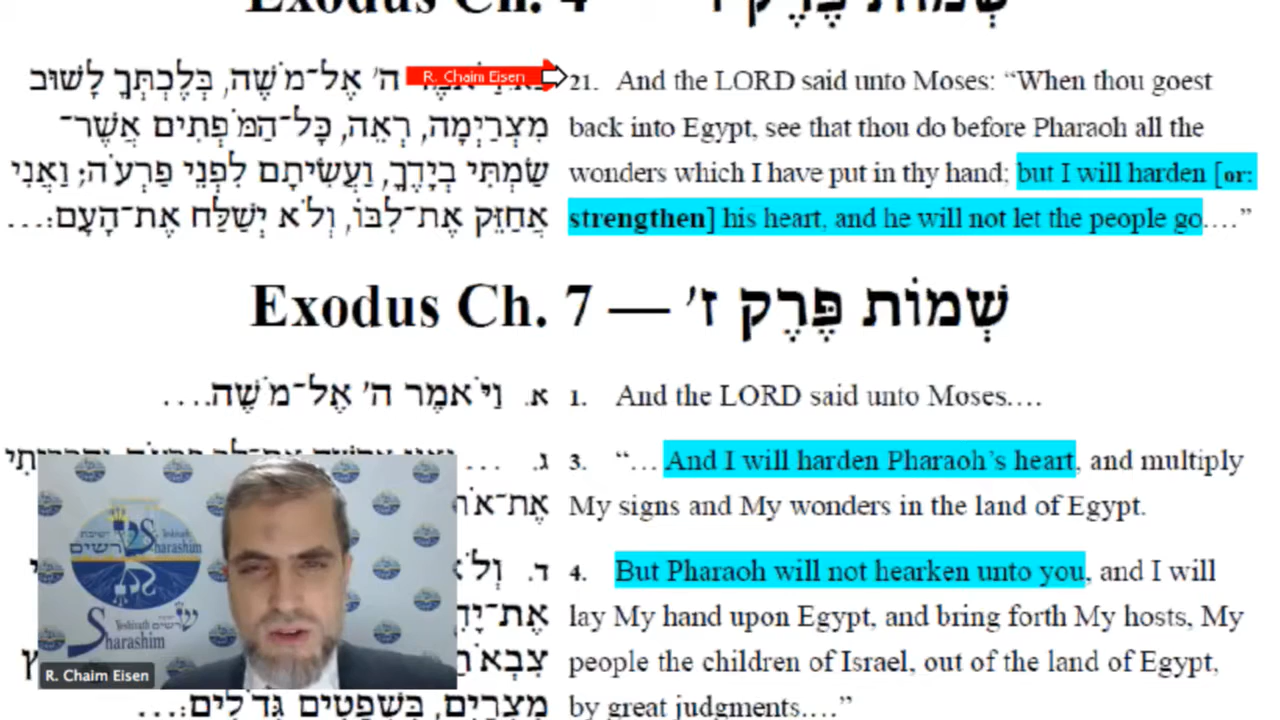 Exodus Ch. 4 — שְׁמוֹת פֶּרֶק ד׳
R. Chaim Eisen
ה׳ אֶל־מֹשֶׁה, בְּלֶכְתְּךָ לָשׁוּב
מִצְרַיְמָה, רְאֵה, כָּל־הַמֹּפְתִים אֲשֶׁר־
שַׂמְתִּי בְיָדֶךָ, וַעֲשִׂיתָם לִפְנֵי פַרְעֹה; וַאֲנִי
אֲחַזֵּק אֶת־לִבּוֹ, וְלֹא יְשַׁלַּח אֶת־הָעָם:...
21. And the LORD said unto Moses: “When thou goest
back into Egypt, see that thou do before Pharaoh all the
wonders which I have put in thy hand; but I will harden [or:
strengthen] his heart, and he will not let the people go....”
Exodus Ch. 7 — שְׁמוֹת פֶּרֶק ז׳
א. וַיֹּאמֶר ה׳ אֶל־מֹשֶׁה....
1. And the LORD said unto Moses....
ג. ...
3. “... And I will harden Pharaoh’s heart, and multiply
My signs and My wonders in the land of Egypt.
ד.
4. But Pharaoh will not hearken unto you, and I will
lay My hand upon Egypt, and bring forth My hosts, My
people the children of Israel, out of the land of Egypt,
by great judgments....”
מִצְרַיִם, בִּשְׁפָטִים גְּדֹלִים:...
Yeshivath
Sharashim
שרשים
Yeshivath
Sharashim
שרשים
R. Chaim Eisen